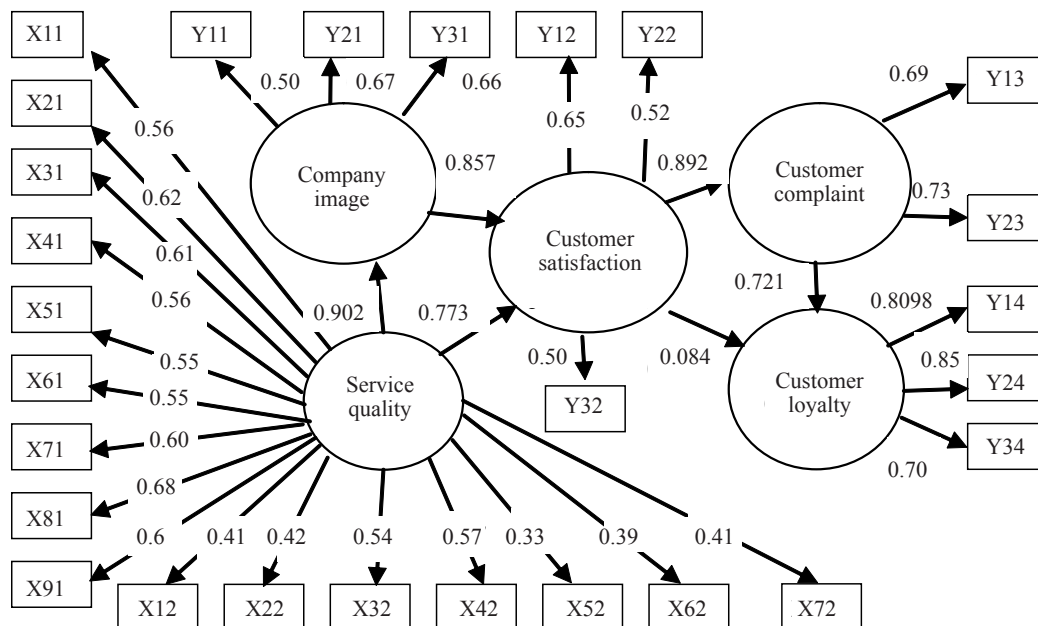 X11
Y11
Y21
Y31
Y12
Y22
0.50
0.67
0.66
0.69
Y13
X21
0.56
0.65
0.52
X31
0.62
Company
image
0.857
0.892
Customer
complaint
0.73
Y23
X41
0.61
Customer
satisfaction
0.56
0.721
0.8098
Y14
X51
0.902
0.773
0.55
0.50
0.084
0.85
X61
0.55
Service
quality
Y32
Customer
loyalty
Y24
X71
0.60
Y34
0.70
0.68
X81
0.6
0.41
0.42
0.54
0.57
0.33
0.39
0.41
X91
X12
X22
X32
X42
X52
X62
X72